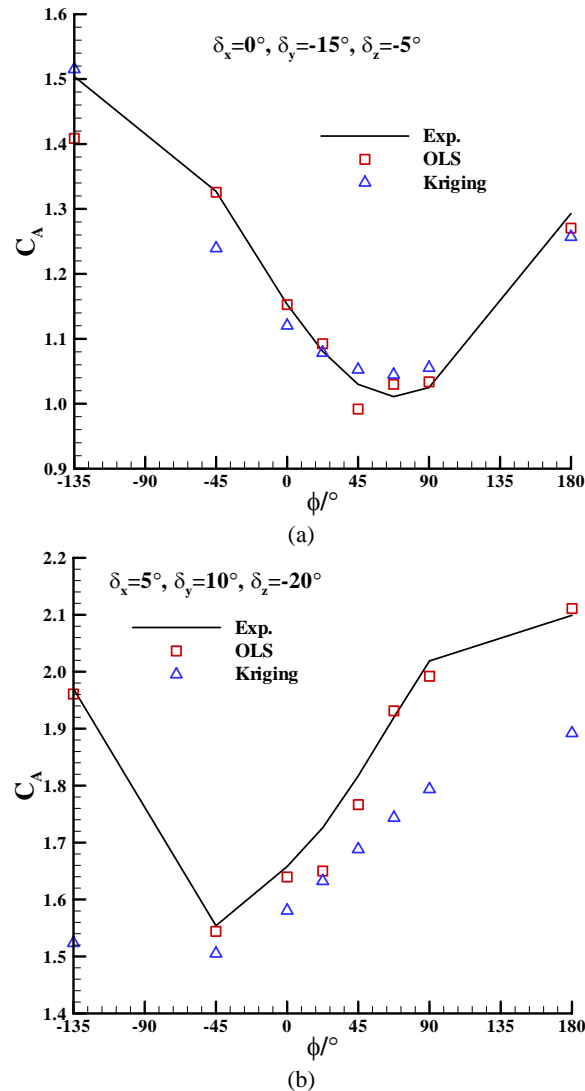 1.6
δx=0°, δy=-15°, δz=-5°
1.5
Exp.
1.4
OLS
Kriging
1.3
CA
1.2
1.1
1.0
0.9
-135 -90 -45 0 45 90 135 180
ϕ/°
(a)
2.2
δx=5°, δy=10°, δz=-20°
2.1
Exp.
OLS
2.0
Kriging
1.9
CA
1.8
1.7
1.6
1.5
1.4
-135 -90 -45 0 45 90 135 180
ϕ/°
(b)